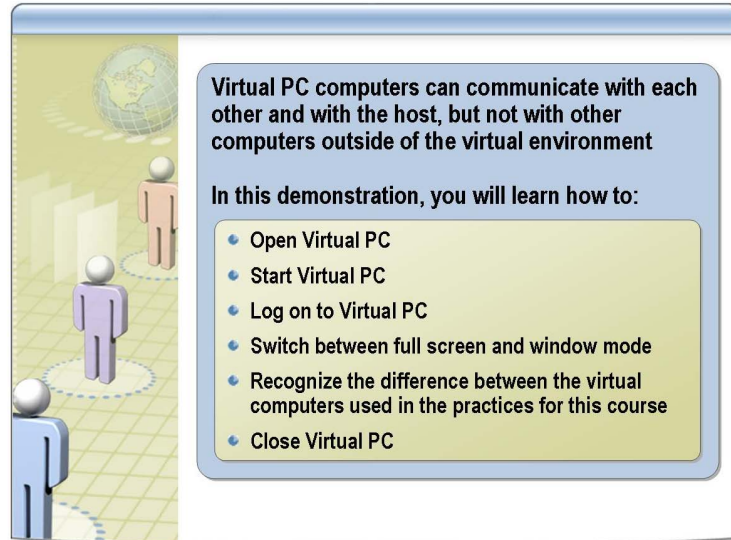 Virtual PC computers can communicate with each
other and with the host, but not with other
computers outside of the virtual environment
In this demonstration, you will learn how to:
Open Virtual PC
Start Virtual PC
Log on to Virtual PC
Switch between full screen and window mode
Recognize the difference between the virtual
computers used in the practices for this course
Close Virtual PC